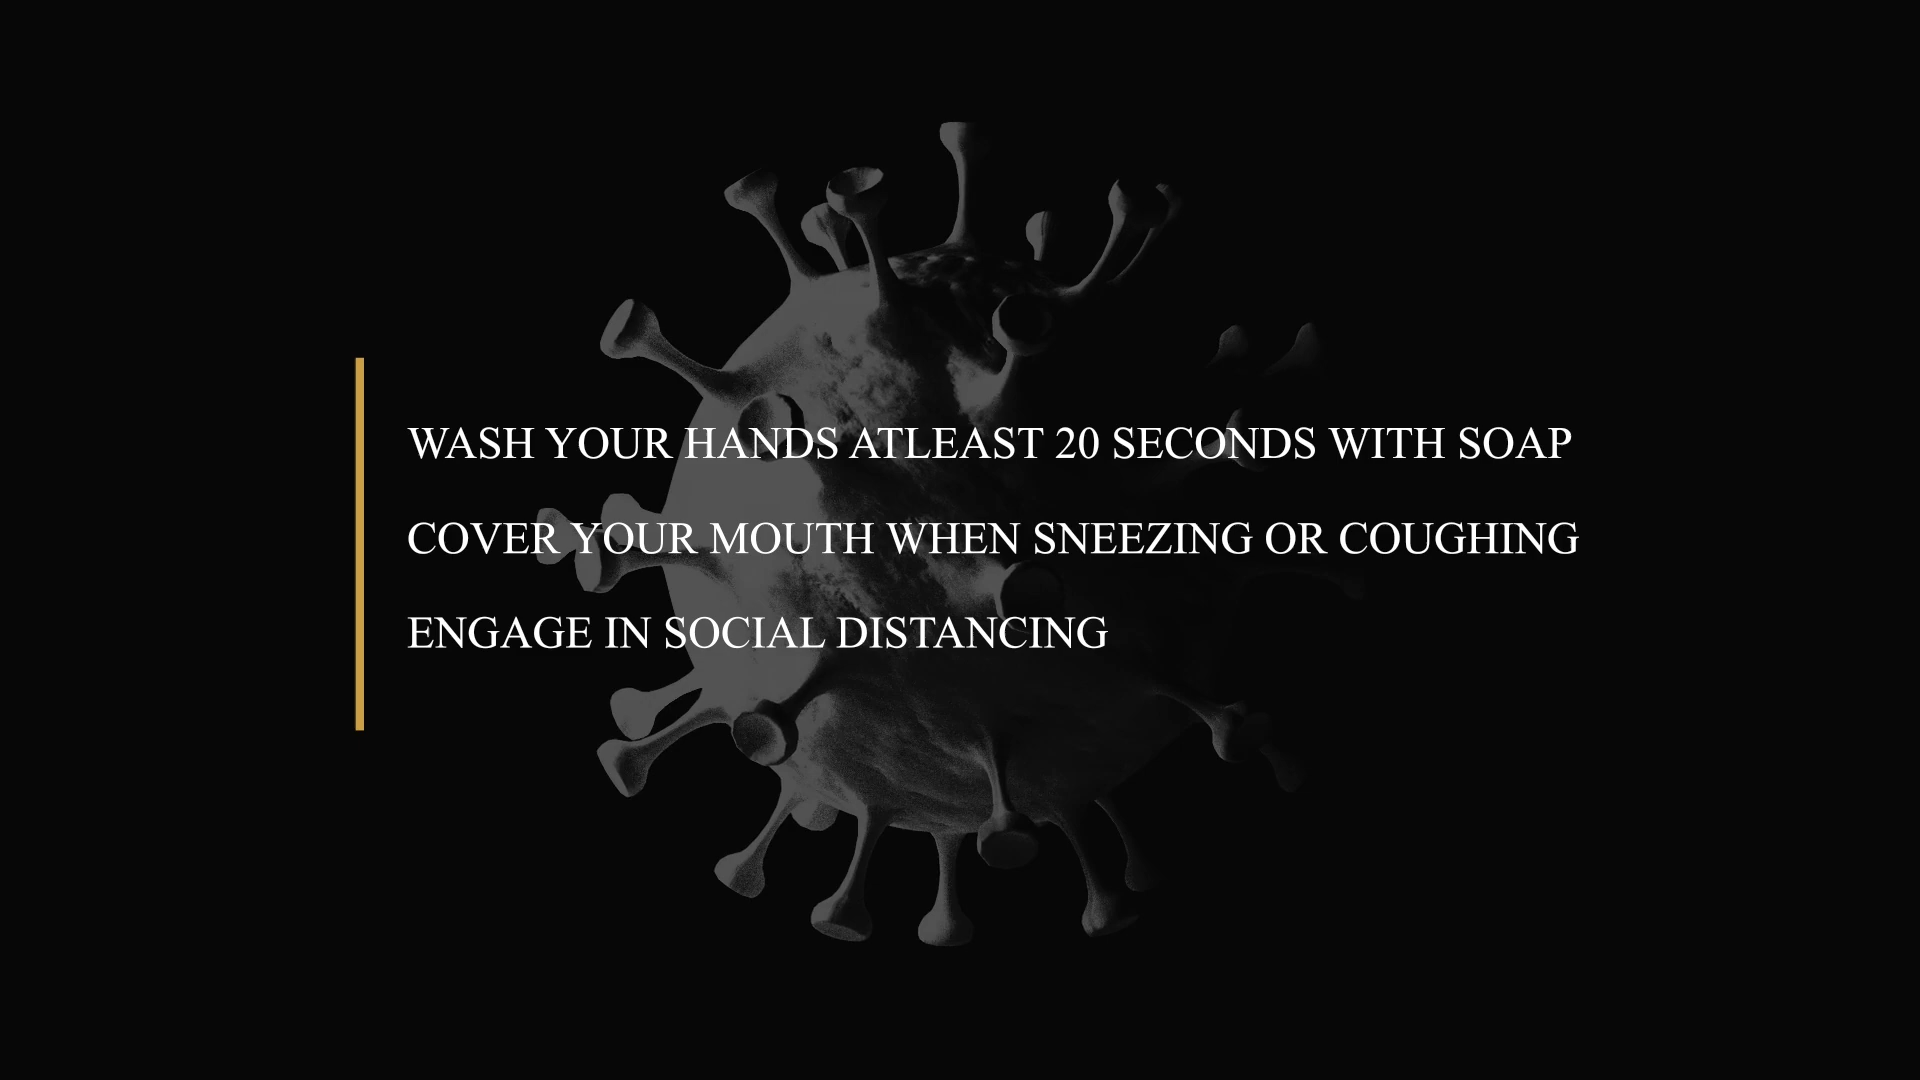 WASH YOUR HANDS ATLEAST 20 SECONDS WITH SOAP
COVER YOUR MOUTH WHEN SNEEZING OR COUGHING
ENGAGE IN SOCIAL DISTANCING